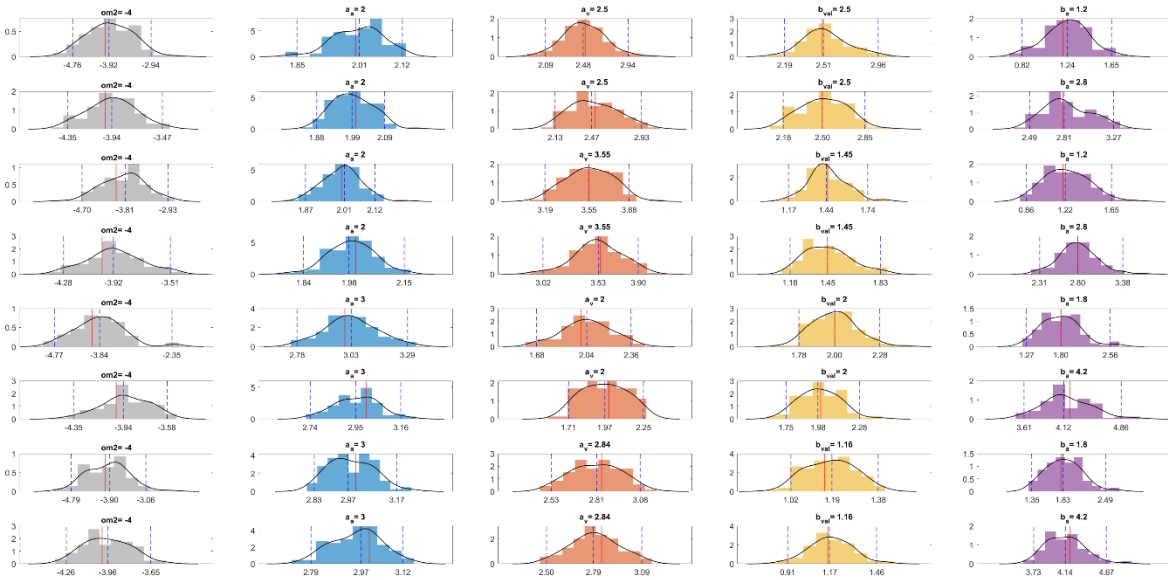 om2= -4 a_a= 2 a_v= 2.5 b_val= 2.5 b_a= 1.2
0.5 5 1 2 1
0 0 0 0 0
-4.76 -3.92 -2.94 1.85 2.01 2.12 2.09 2.48 2.94 2.19 2.51 2.96 0.82 1.24 1.65
om2= -4 a_a= 2 a_v= 2.5 b_val= 2.5 b_a= 2.8
-4.35 -3.94 -3.47 1.88 1.99 2.09 2.13 2.47 2.93 2.18 2.50 2.85 2.49 2.81 3.27
om2= -4 a_a= 2 a_v= 3.55 b_val= 1.45 b_a= 1.2
-4.70 -3.81 -2.93 1.87 2.01 2.12 3.19 3.55 3.88 1.17 1.44 1.74 0.86 1.22 1.65
om2= -4 a_a= 2 a_v= 3.55 b_val= 1.45 b_a= 2.8
-4.28 -3.92 -3.51 1.84 1.98 2.15 3.02 3.51 3.90 1.18 1.45 1.83 2.31 2.80 3.38
om2= -4 a_a= 3 a_v= 2 b_val= 2 b_a= 1.8
-4.77 -3.84 -2.35 2.78 3.03 3.29 1.68 2.04 2.36 1.78 2.00 2.28 1.27 1.80 2.56
om2= -4 a_a= 3 a_v= 2 b_val= 2 b_a= 4.2
-4.35 -3.94 -3.58 2.74 2.95 3.16 1.71 1.97 2.25 1.75 1.98 2.28 3.61 4.12 4.86
om2= -4 a_a= 3 a_v= 2.84 b_val= 1.16 b_a= 1.8
-4.79 -3.90 -3.06 2.83 2.97 3.17 2.53 2.81 3.08 1.02 1.19 1.38 1.35 1.83 2.49
om2= -4 a_a= 3 a_v= 2.84 b_val= 1.16 b_a= 4.2
-4.26 -3.96 -3.65 2.79 2.99 3.12 2.50 2.79 3.09 0.91 1.17 1.46 3.73 4.14 4.67